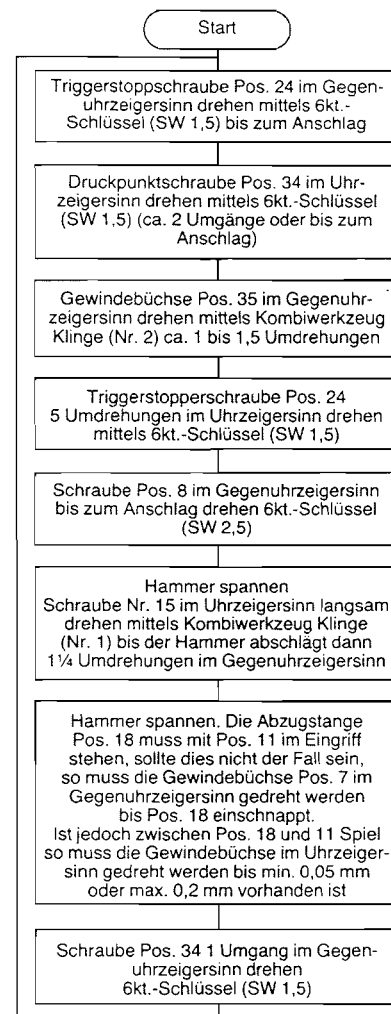 Start
Triggerstoppschraube Pos. 24 im Gegen-
uhrzeigersinn drehen mittels 6kt.-
Schlüssel (SW 1,5) bis zum Anschlag
Druckpunktschraube Pos. 34 im Uhr-
zeigersinn drehen mittels 6kt.-Schlüssel
(SW 1,5) (ca. 2 Umgänge oder bis zum
Anschlag)
Gewindebüchse Pos. 35 im Gegenuhr-
zeigersinn drehen mittels Kombiwerkzeug
Klinge (Nr. 2) ca. 1 bis 1,5 Umdrehungen
Triggerstopperschraube Pos. 24
5 Umdrehungen im Uhrzeigersinn drehen
mittels 6kt.-Schlüssel (SW 1,5)
Schraube Pos. 8 im Gegenuhrzeigersinn
bis zum Anschlag drehen 6kt.-Schlüssel
(SW 2,5)
Hammer spannen
Schraube Nr. 15 im Uhrzeigersinn langsam
drehen mittels Kombiwerkzeug Klinge
(Nr. 1) bis der Hammer abschlägt dann
1¼ Umdrehungen im Gegenuhrzeigersinn
Hammer spannen. Die Abzugstange
Pos. 18 muss mit Pos. 11 im Eingriff
stehen, sollte dies nicht der Fall sein,
so muss die Gewindebüchse Pos. 7 im
Gegenuhrzeigersinn gedreht werden
bis Pos. 18 einschnappt.
Ist jedoch zwischen Pos. 18 und 11 Spiel
so muss die Gewindebüchse im Uhrzeiger-
sinn gedreht werden bis min. 0,05 mm
oder max. 0,2 mm vorhanden ist
Schraube Pos. 34 1 Umgang im Gegen-
uhrzeigersinn drehen
6kt.-Schlüssel (SW 1,5)